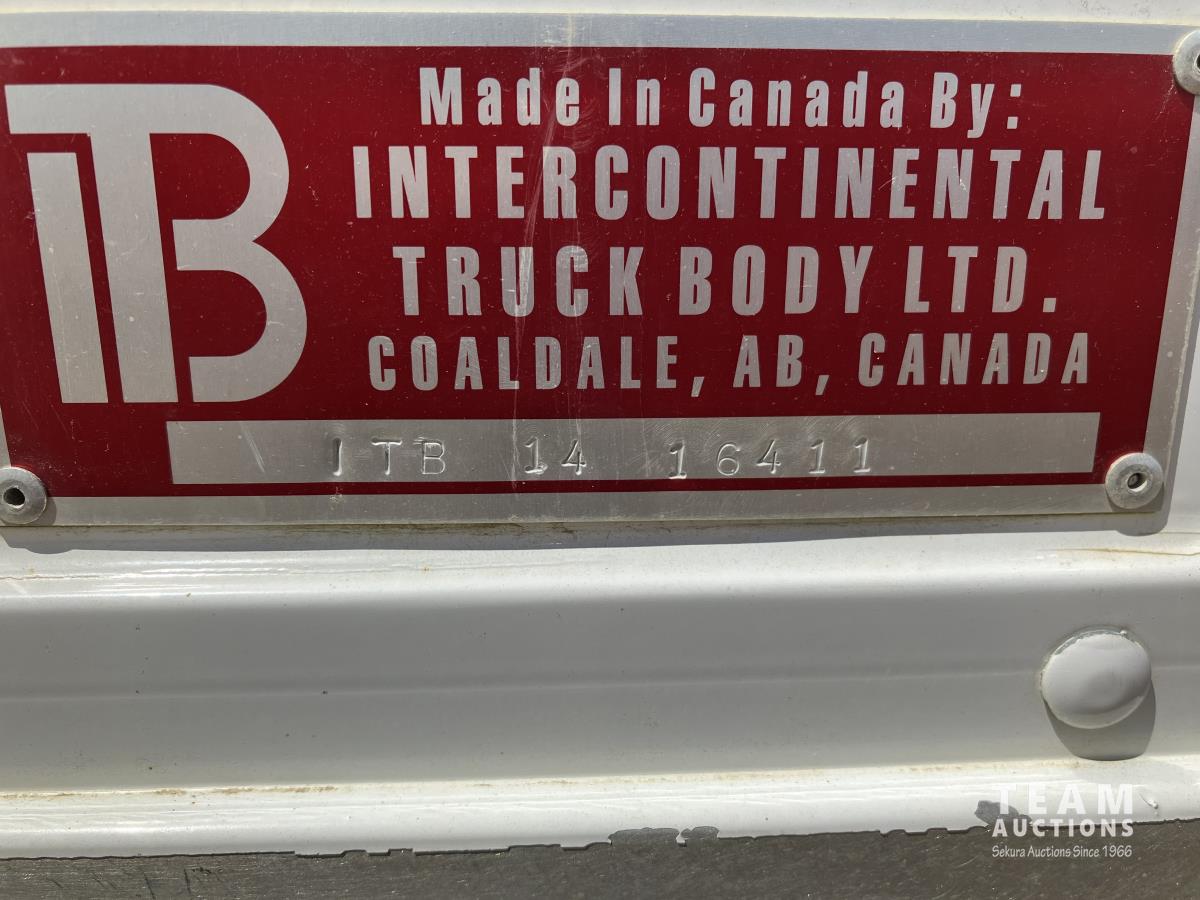 ITB
Made In Canada By:
INTERCONTINENTAL
TRUCK BODY LTD.
COALDALE, AB, CANADA
ITB 14 16411
TEAM
AUCTIONS
Sekura Auctions Since 1966